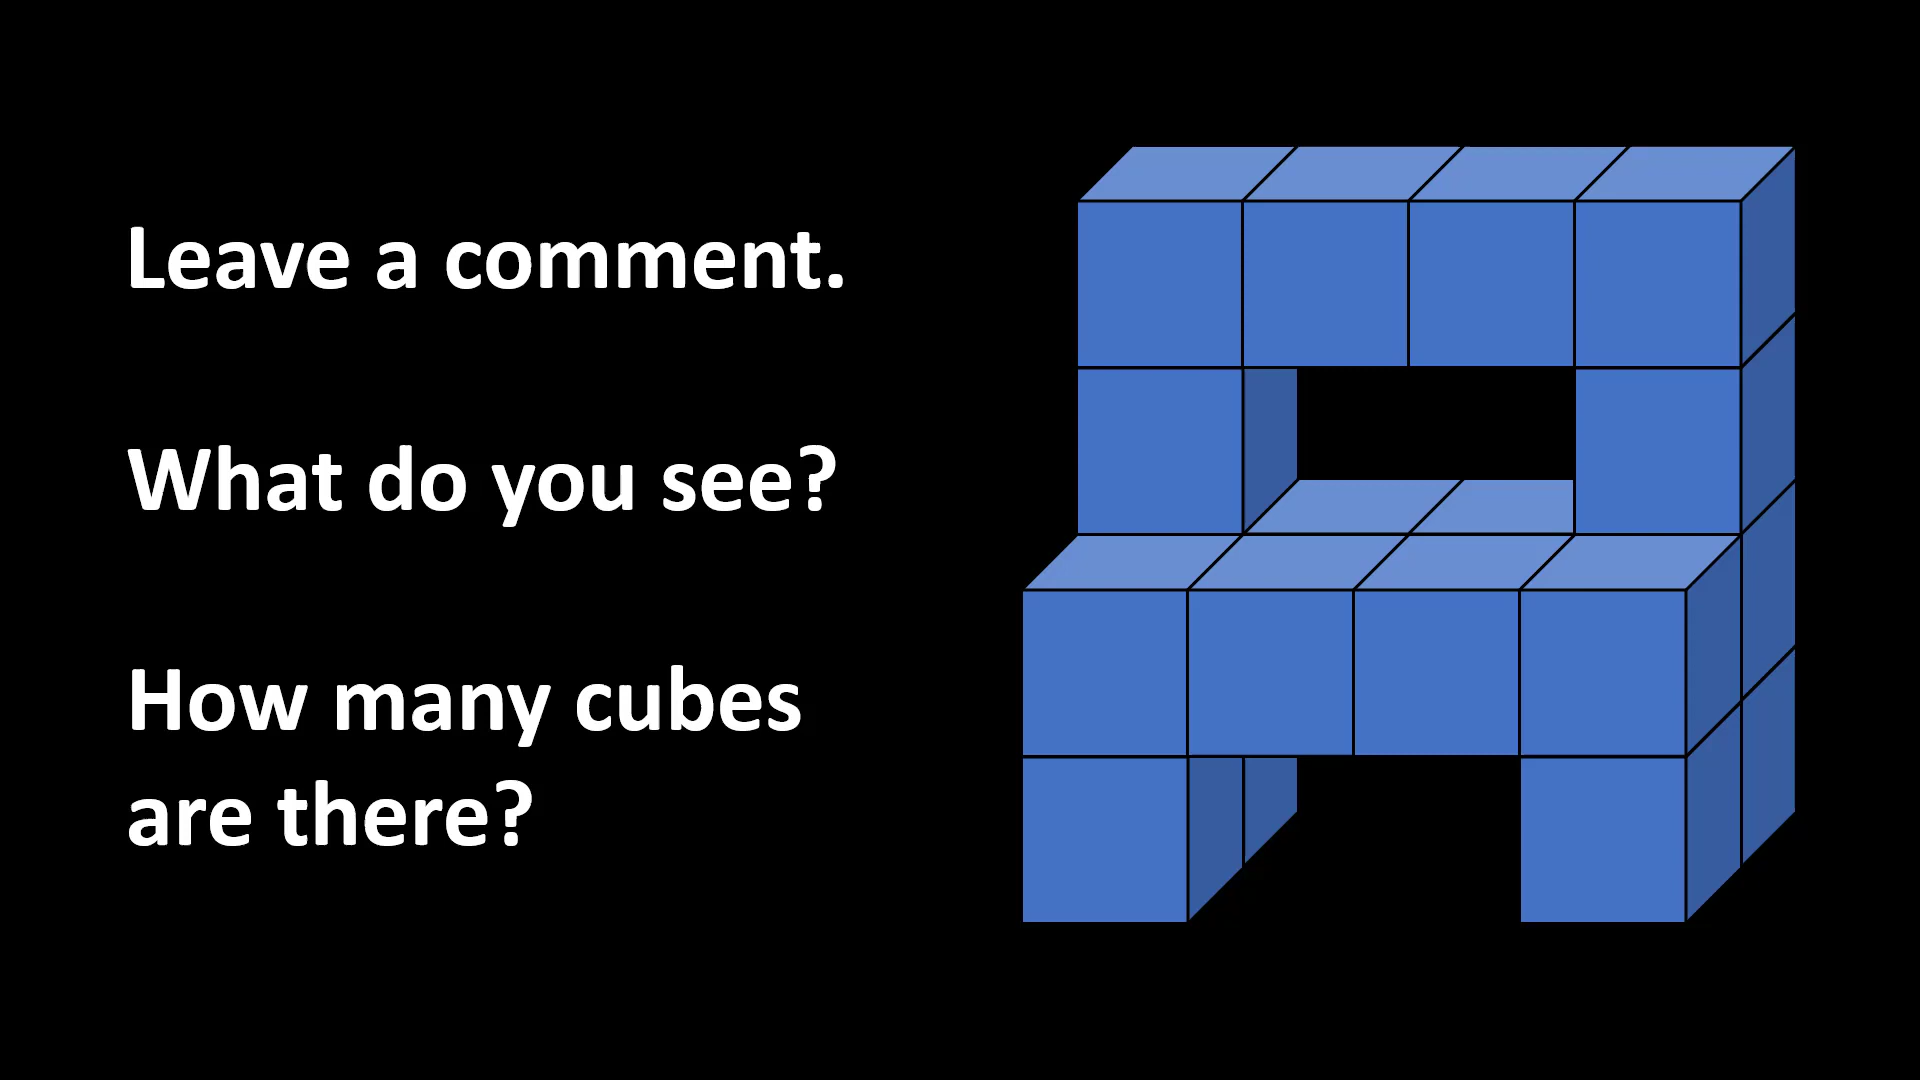 Leave a comment.
What do you see?
How many cubes
are there?